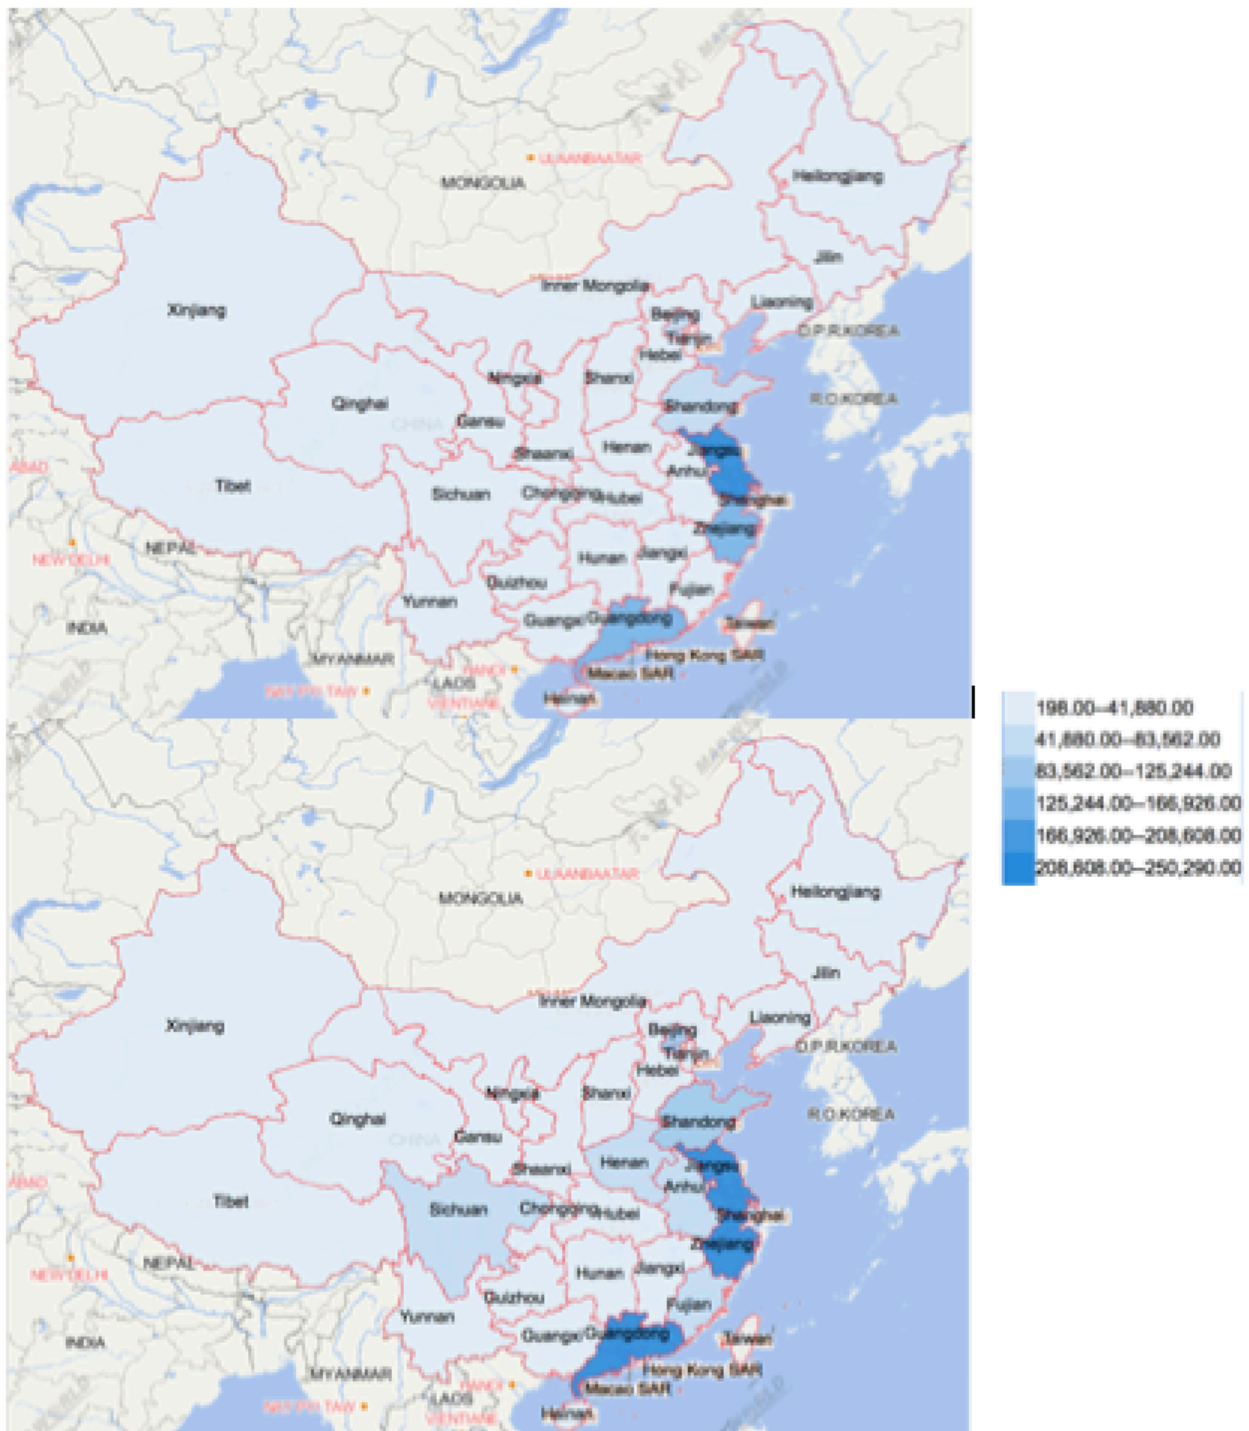 ULAANBAATAR
MONGOLIA
Heilongjiang
Jilin
Inner Mongolia
Liaoning
Xinjiang
Beijing
Tianjin
D.P.R.KOREA
Hebei
Ningxia
Shanxi
Qinghai
Shandong
R.O.KOREA
CHINA
Gansu
Henan
Jiangsu
Shaanxi
Anhui
ABAD
Tibet
Sichuan
Chongqing
Hubei
Shanghai
Zhejiang
NEPAL
NEW DELHI
Hunan
Jiangxi
Guizhou
Fujian
Yunnan
Guangxi
Guangdong
Taiwan
INDIA
MYANMAR
Hong Kong SAR
HANOI
Macao SAR
LAOS
NAY PYI TAW
Hainan
VIENTIANE
198.00--41,880.00
41,880.00--83,562.00
83,562.00--125,244.00
125,244.00--166,926.00
166,926.00--208,608.00
208,608.00--250,290.00
ULAANBAATAR
MONGOLIA
Heilongjiang
Jilin
Inner Mongolia
Liaoning
Xinjiang
Beijing
Tianjin
D.P.R.KOREA
Hebei
Ningxia
Shanxi
Qinghai
Shandong
R.O.KOREA
CHINA
Gansu
Henan
Jiangsu
Shaanxi
Anhui
ABAD
Tibet
Sichuan
Chongqing
Hubei
Shanghai
Zhejiang
NEPAL
NEW DELHI
Hunan
Jiangxi
Guizhou
Fujian
Yunnan
Guangxi
Guangdong
Taiwan
INDIA
MYANMAR
Hong Kong SAR
HANOI
Macao SAR
LAOS
NAY PYI TAW
Hainan
VIENTIANE